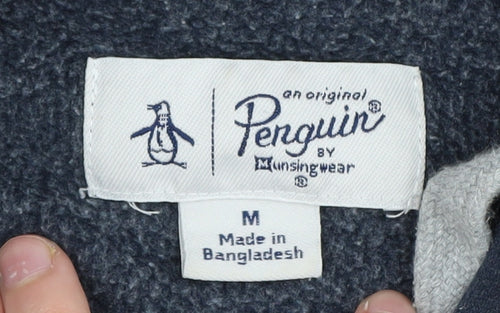 an original
Penguin®
BY
Munsingwear
®
M
Made in
Bangladesh